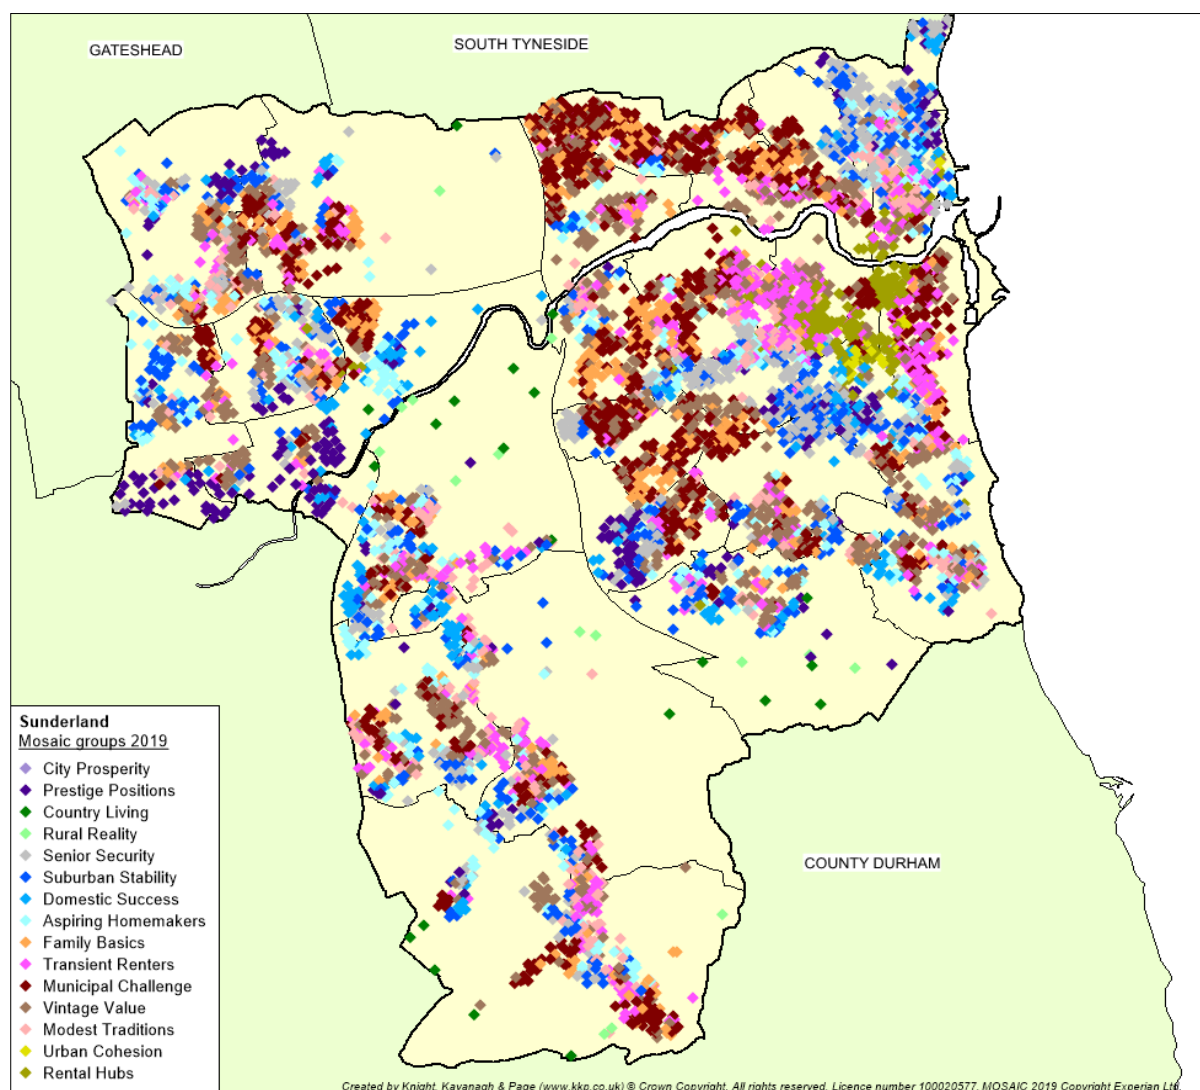 GATESHEAD
SOUTH TYNESIDE
COUNTY DURHAM
Sunderland
Mosaic groups 2019
City Prosperity
Prestige Positions
Country Living
Rural Reality
Senior Security
Suburban Stability
Domestic Success
Aspiring Homemakers
Family Basics
Transient Renters
Municipal Challenge
Vintage Value
Modest Traditions
Urban Cohesion
Rental Hubs
Created by Knight, Kavanagh & Page (www.kkp.co.uk) © Crown Copyright. All rights reserved. Licence number 100020577. MOSAIC 2019 Copyright Experian Ltd.